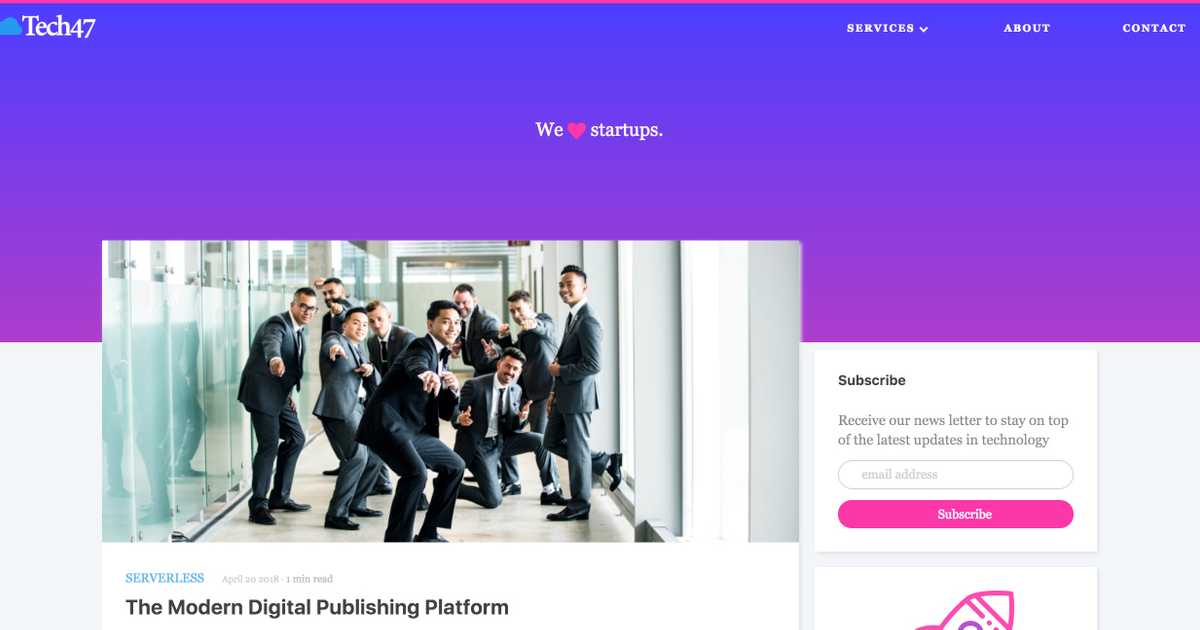 Tech47
SERVICES
ABOUT
CONTACT
We startups.
Subscribe
Receive our news letter to stay on top
of the latest updates in technology
email address
Subscribe
SERVERLESS
April 20 2018 · 1 min read
The Modern Digital Publishing Platform